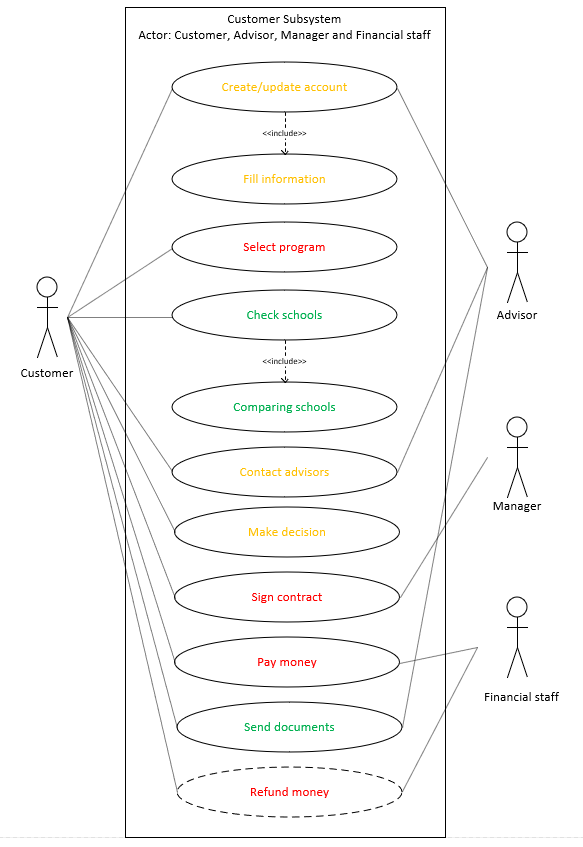 Customer Subsystem
Actor: Customer, Advisor, Manager and Financial staff
Create/update account
<<include>>
Fill information
Select program
Check schools
<<include>>
Comparing schools
Contact advisors
Make decision
Sign contract
Pay money
Send documents
Refund money
Customer
Advisor
Manager
Financial staff